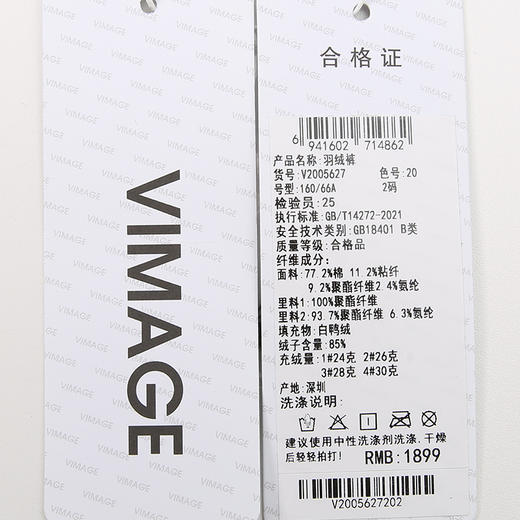 VIMAGE
合格证
6 941602 714862
产品名称:羽绒裤
货号:V2005627 色号:20
号型:160/66A 2码
检验员:25
执行标准:GB/T14272-2021
安全技术类别:GB18401 B类
质量等级:合格品
纤维成分:
面料:77.2%棉 11.2%粘纤
9.2%聚酯纤维2.4%氨纶
里料1:100%聚酯纤维
里料2:93.7%聚酯纤维 6.3%氨纶
填充物:白鸭绒
绒子含量:85%
充绒量:1#24克 2#26克
3#28克 4#30克
产地:深圳
洗涤说明:
建议使用中性洗涤剂洗涤,干燥
后轻轻拍打! RMB:1899
V2005627202